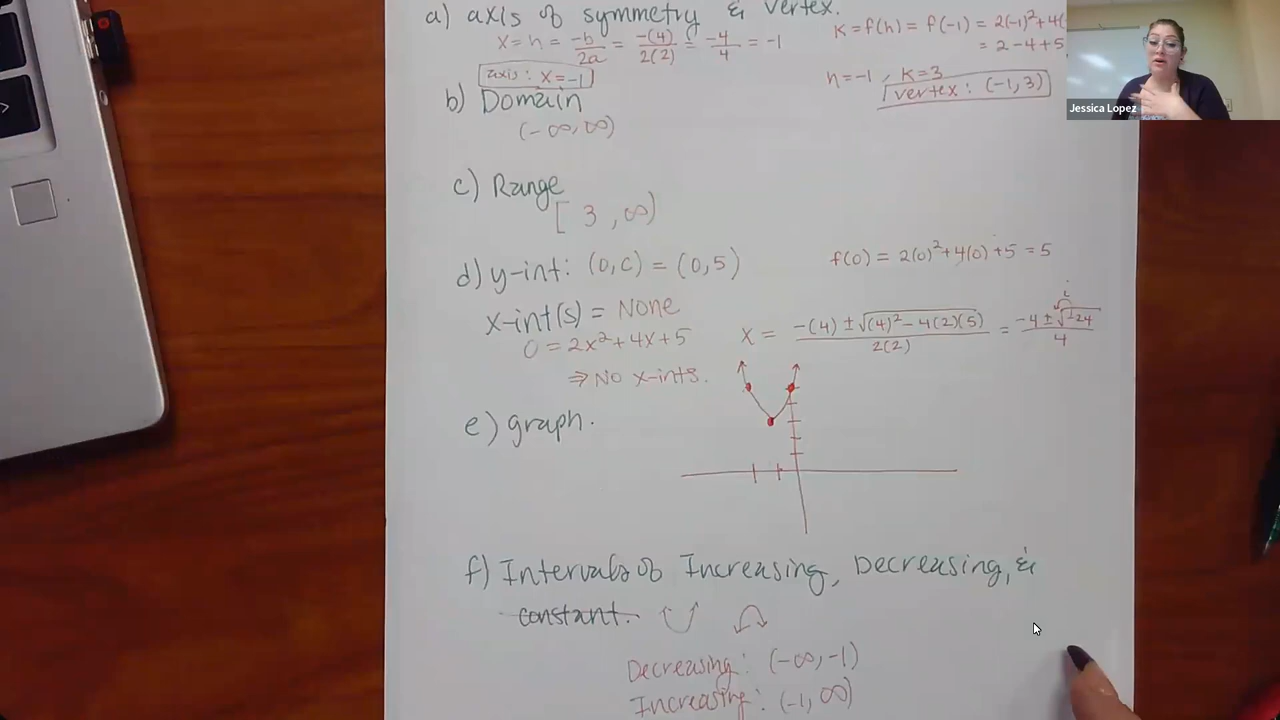 a) axis of symmetry & vertex.
x = h = -b/2a = -(4)/2(2) = -4/4 = -1
k = f(h) = f(-1) = 2(-1)²+4(
= 2-4+5
axis: x=-1
h=-1, k=3
vertex: (-1,3)
Jessica Lopez
b) Domain
(-∞,∞)
c) Range
[ 3 ,∞)
d) y-int: (0,c) = (0,5)
f(0) = 2(0)²+4(0)+5 = 5
x-int(s) = None
0 = 2x²+4x+5
x = -(4) ± √(4)²-4(2)(5) / 2(2) = -4 ± √-24 / 4
i
⇒ No x-ints.
e) graph.
f) Intervals of Increasing, Decreasing, &
constant.
Decreasing: (-∞,-1)
Increasing: (-1,∞)